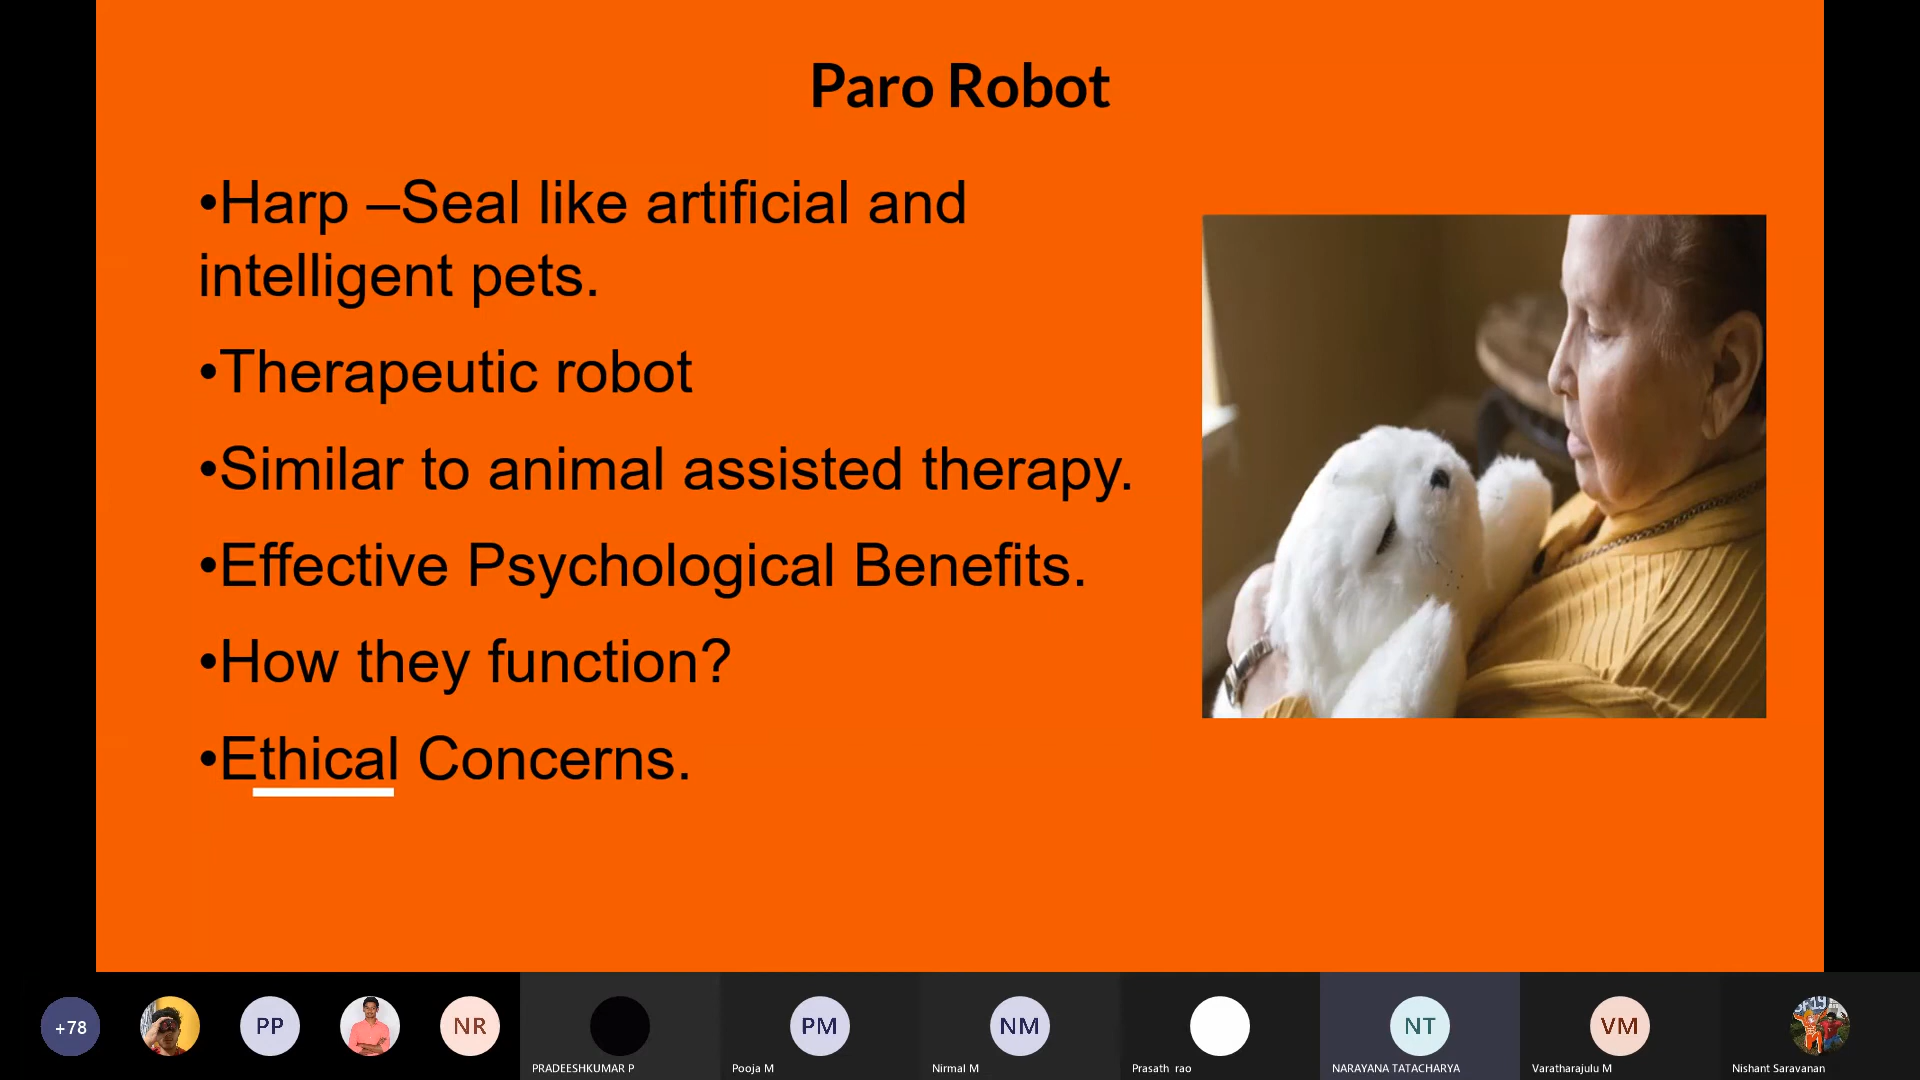 Paro Robot
•Harp –Seal like artificial and
intelligent pets.
•Therapeutic robot
•Similar to animal assisted therapy.
•Effective Psychological Benefits.
•How they function?
•Ethical Concerns.
+78
PP
NR
PM
NM
NT
VM
PRADEESHKUMAR P
Pooja M
Nirmal M
Prasath rao
NARAYANA TATACHARYA
Varatharajulu M
Nishant Saravanan